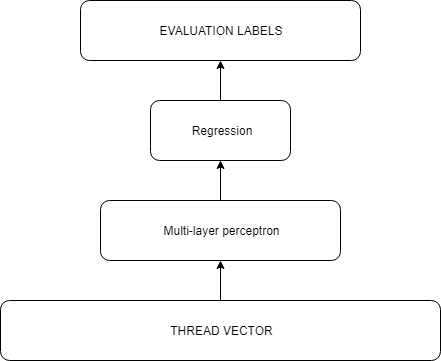 EVALUATION LABELS
Regression
Multi-layer perceptron
THREAD VECTOR